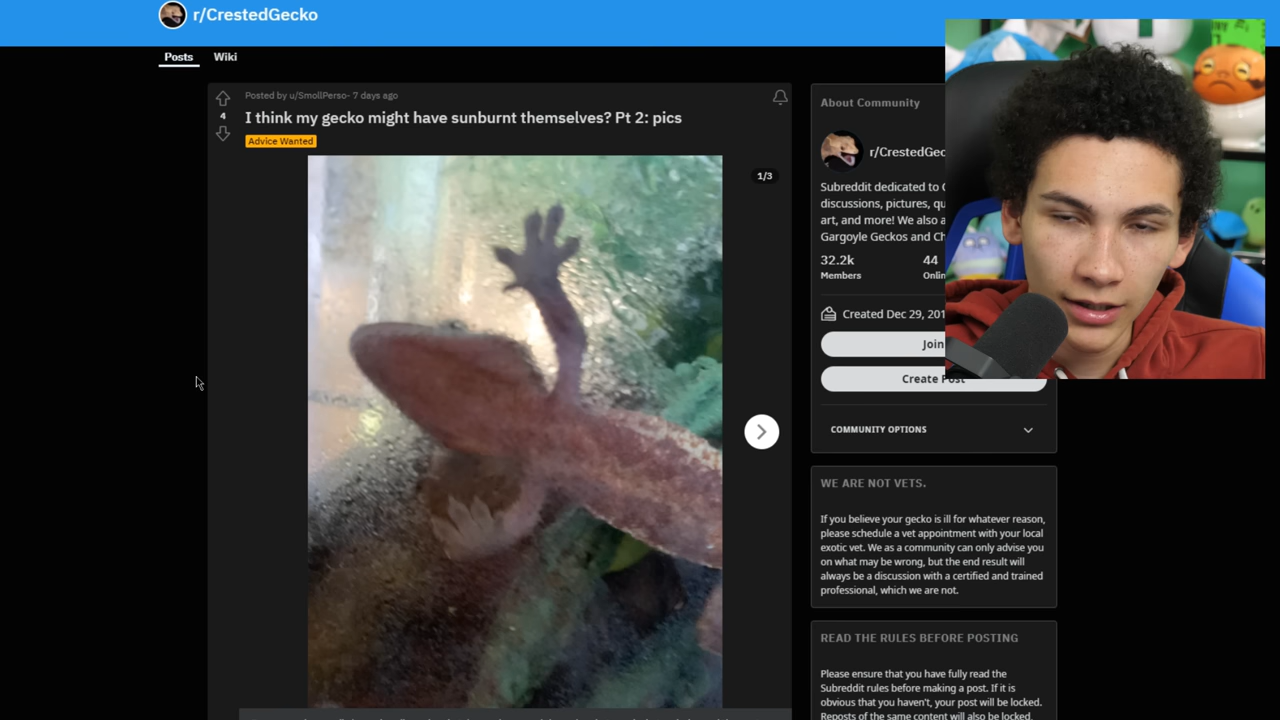 r/CrestedGecko
Posts
Wiki
Posted by u/SmollPerso- 7 days ago
4
I think my gecko might have sunburnt themselves? Pt 2: pics
Advice Wanted
1/3
About Community
r/CrestedGec
Subreddit dedicated to
discussions, pictures, qu
art, and more! We also a
Gargoyle Geckos and Ch
32.2k
44
Members
Onlin
Created Dec 29, 201
Join
Create Post
COMMUNITY OPTIONS
WE ARE NOT VETS.
If you believe your gecko is ill for whatever reason,
please schedule a vet appointment with your local
exotic vet. We as a community can only advise you
on what may be wrong, but the end result will
always be a discussion with a certified and trained
professional, which we are not.
READ THE RULES BEFORE POSTING
Please ensure that you have fully read the
Subreddit rules before making a post. If it is
obvious that you haven't, your post will be locked.
Reposts of the same content will also be locked.